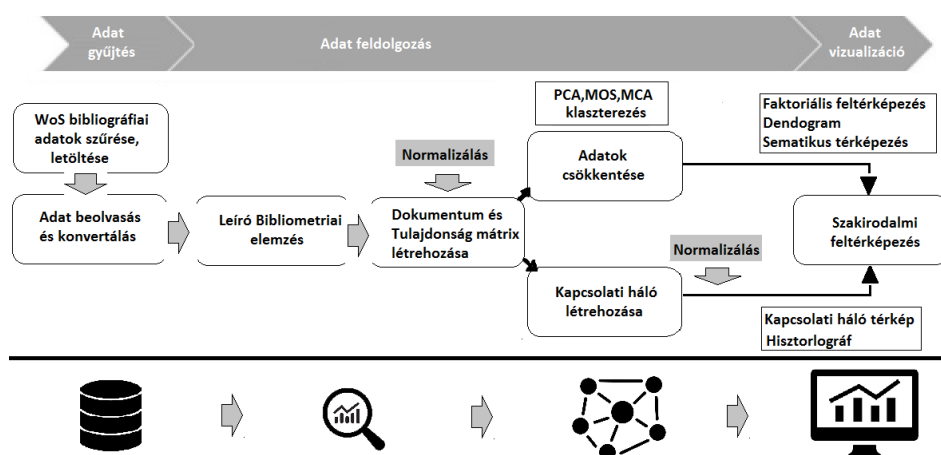 Adat
gyűjtés
Adat feldolgozás
Adat
vizualizáció
WoS bibliográfiai
adatok szűrése,
letöltése
Adat beolvasás
és konvertálás
Leíró Bibliometriai
elemzés
Normalizálás
Dokumentum és
Tulajdonság mátrix
létrehozása
PCA,MOS,MCA
klaszterezés
Adatok
csökkentése
Kapcsolati háló
létrehozása
Normalizálás
Faktoriális feltérképezés
Dendogram
Sematikus térképezés
Szakirodalmi
feltérképezés
Kapcsolati háló térkép
Hisztorlográf